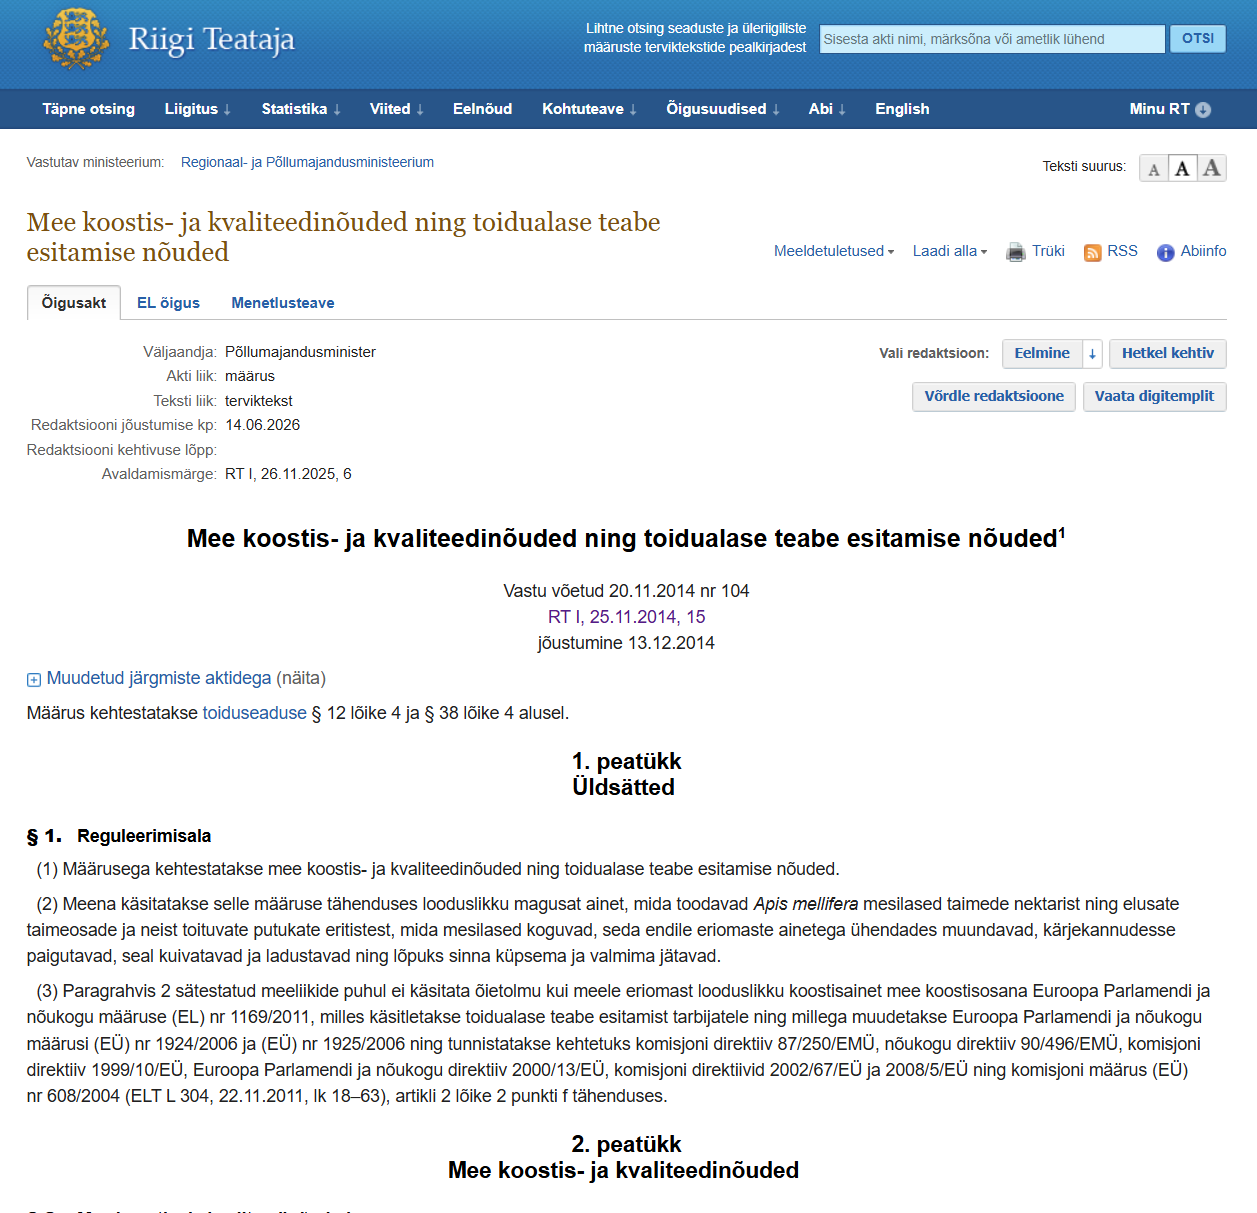 Riigi Teataja
Lihtne otsing seaduste ja üleriigiliste
määruste terviktekstide pealkirjadest
Sisesta akti nimi, märksõna või ametlik lühend
OTSI
Täpne otsing Liigitus ↓ Statistika ↓ Viited ↓ Eelnõud Kohtuteave ↓ Õigusuudised ↓ Abi ↓ English Minu RT
Vastutav ministeerium: Regionaal- ja Põllumajandusministeerium
Teksti suurus: A A A
Mee koostis- ja kvaliteedinõuded ning toidualase teabe
esitamise nõuded
Meeldetuletused Laadi alla Trüki RSS Abiinfo
Õigusakt EL õigus Menetlusteave
Väljaandja: Põllumajandusminister
Akti liik: määrus
Teksti liik: terviktekst
Redaktsiooni jõustumise kp: 14.06.2026
Redaktsiooni kehtivuse lõpp:
Avaldamismärge: RT I, 26.11.2025, 6
Vali redaktsioon: Eelmine ↓ Hetkel kehtiv
Võrdle redaktsioone Vaata digitemplit
Mee koostis- ja kvaliteedinõuded ning toidualase teabe esitamise nõuded¹
Vastu võetud 20.11.2014 nr 104
RT I, 25.11.2014, 15
jõustumine 13.12.2014
Muudetud järgmiste aktidega (näita)
Määrus kehtestatakse toiduseaduse § 12 lõike 4 ja § 38 lõike 4 alusel.
1. peatükk
Üldsätted
§ 1. Reguleerimisala
(1) Määrusega kehtestatakse mee koostis- ja kvaliteedinõuded ning toidualase teabe esitamise nõuded.
(2) Meena käsitatakse selle määruse tähenduses looduslikku magusat ainet, mida toodavad Apis mellifera mesilased taimede nektarist ning elusate
taimeosade ja neist toituvate putukate eritistest, mida mesilased koguvad, seda endile eriomaste ainetega ühendades muundavad, kärjekannudesse
paigutavad, seal kuivatavad ja ladustavad ning lõpuks sinna küpsema ja valmima jätavad.
(3) Paragrahvis 2 sätestatud meeliikide puhul ei käsitata õietolmu kui meele eriomast looduslikku koostisainet mee koostisosana Euroopa Parlamendi ja
nõukogu määruse (EL) nr 1169/2011, milles käsitletakse toidualase teabe esitamist tarbijatele ning millega muudetakse Euroopa Parlamendi ja nõukogu
määrusi (EÜ) nr 1924/2006 ja (EÜ) nr 1925/2006 ning tunnistatakse kehtetuks komisjoni direktiiv 87/250/EMÜ, nõukogu direktiiv 90/496/EMÜ, komisjoni
direktiiv 1999/10/EÜ, Euroopa Parlamendi ja nõukogu direktiiv 2000/13/EÜ, komisjoni direktiivid 2002/67/EÜ ja 2008/5/EÜ ning komisjoni määrus (EÜ)
nr 608/2004 (ELT L 304, 22.11.2011, lk 18–63), artikli 2 lõike 2 punkti f tähenduses.
2. peatükk
Mee koostis- ja kvaliteedinõuded